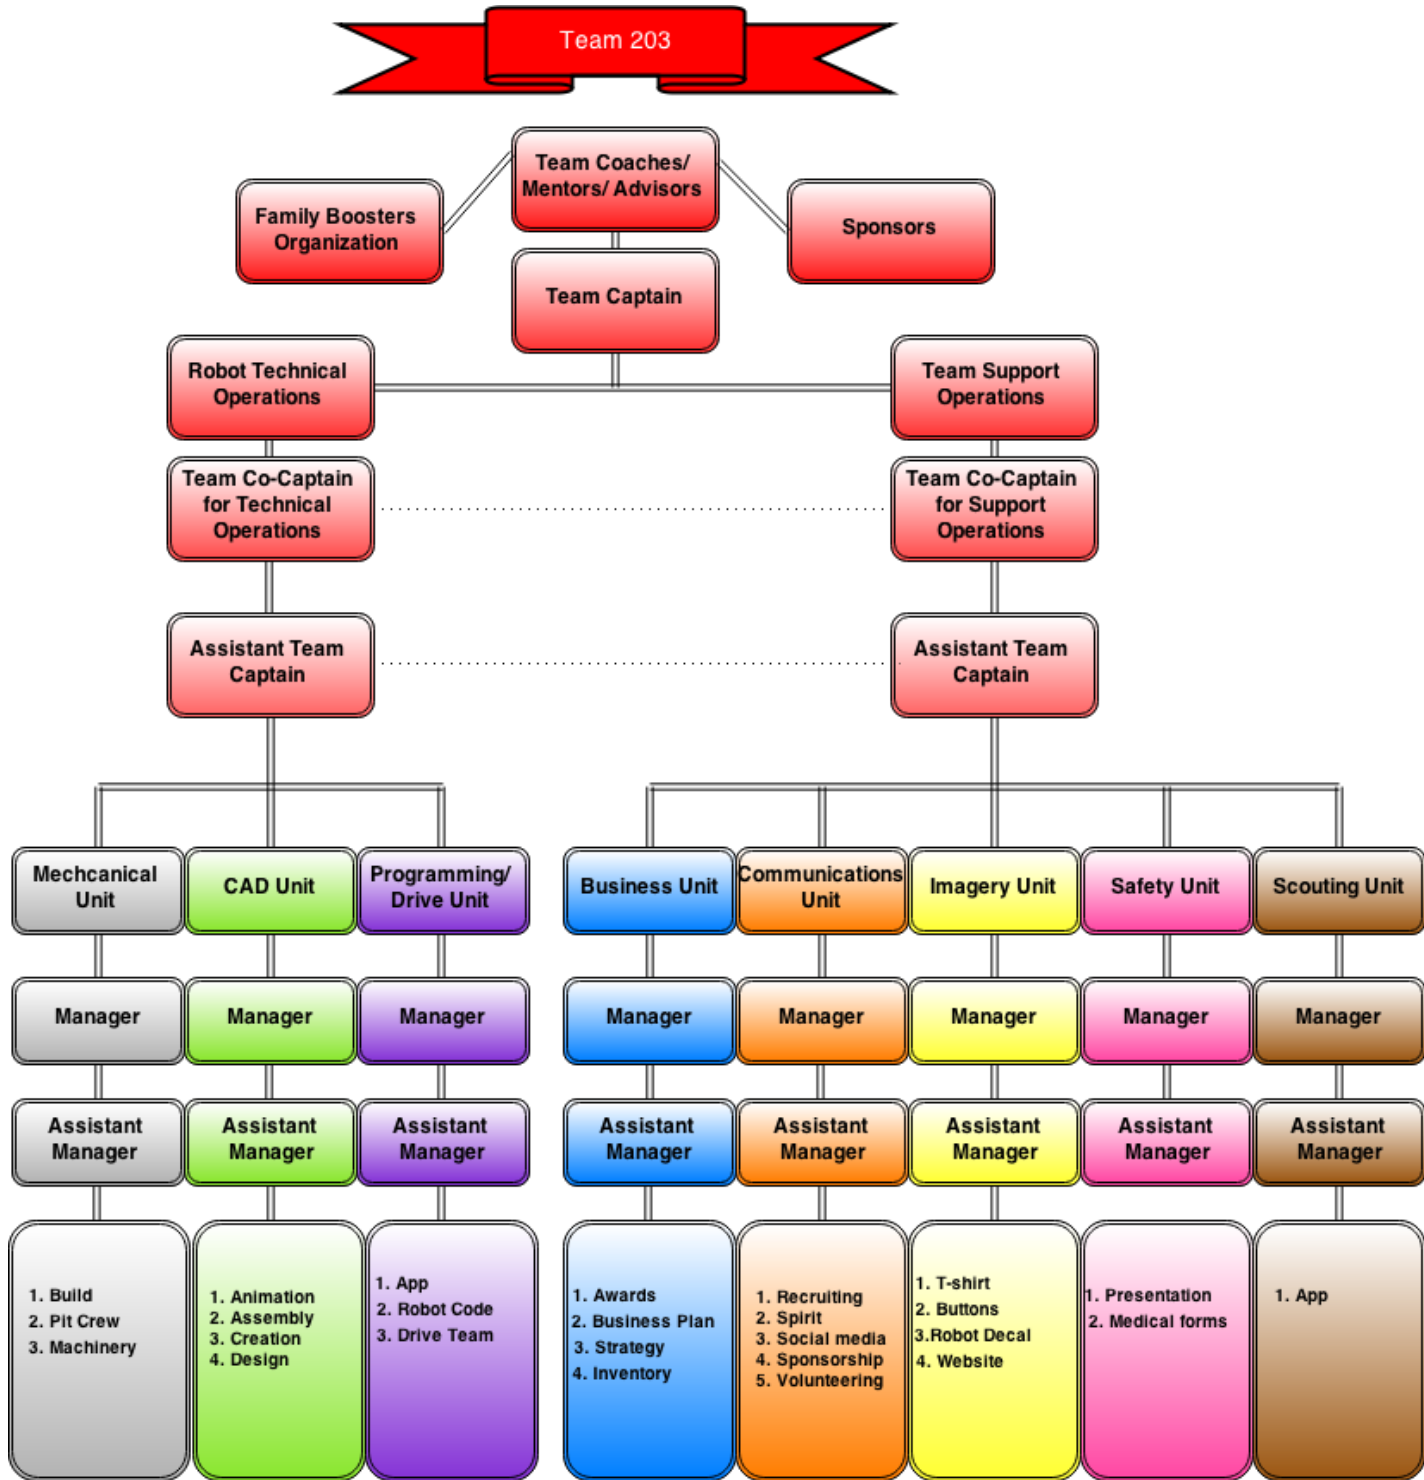 Team 203
Team Coaches/
Mentors/ Advisors
Family Boosters
Organization
Sponsors
Team Captain
Robot Technical
Operations
Team Support
Operations
Team Co-Captain
for Technical
Operations
Team Co-Captain
for Support
Operations
Assistant Team
Captain
Assistant Team
Captain
Mechcanical
Unit
CAD Unit
Programming/
Drive Unit
Business Unit
Communications
Unit
Imagery Unit
Safety Unit
Scouting Unit
Manager
Manager
Manager
Manager
Manager
Manager
Manager
Manager
Assistant
Manager
Assistant
Manager
Assistant
Manager
Assistant
Manager
Assistant
Manager
Assistant
Manager
Assistant
Manager
Assistant
Manager
1. Build
2. Pit Crew
3. Machinery
1. Animation
2. Assembly
3. Creation
4. Design
1. App
2. Robot Code
3. Drive Team
1. Awards
2. Business Plan
3. Strategy
4. Inventory
1. Recruiting
2. Spirit
3. Social media
4. Sponsorship
5. Volunteering
1. T-shirt
2. Buttons
3.Robot Decal
4. Website
1. Presentation
2. Medical forms
1. App